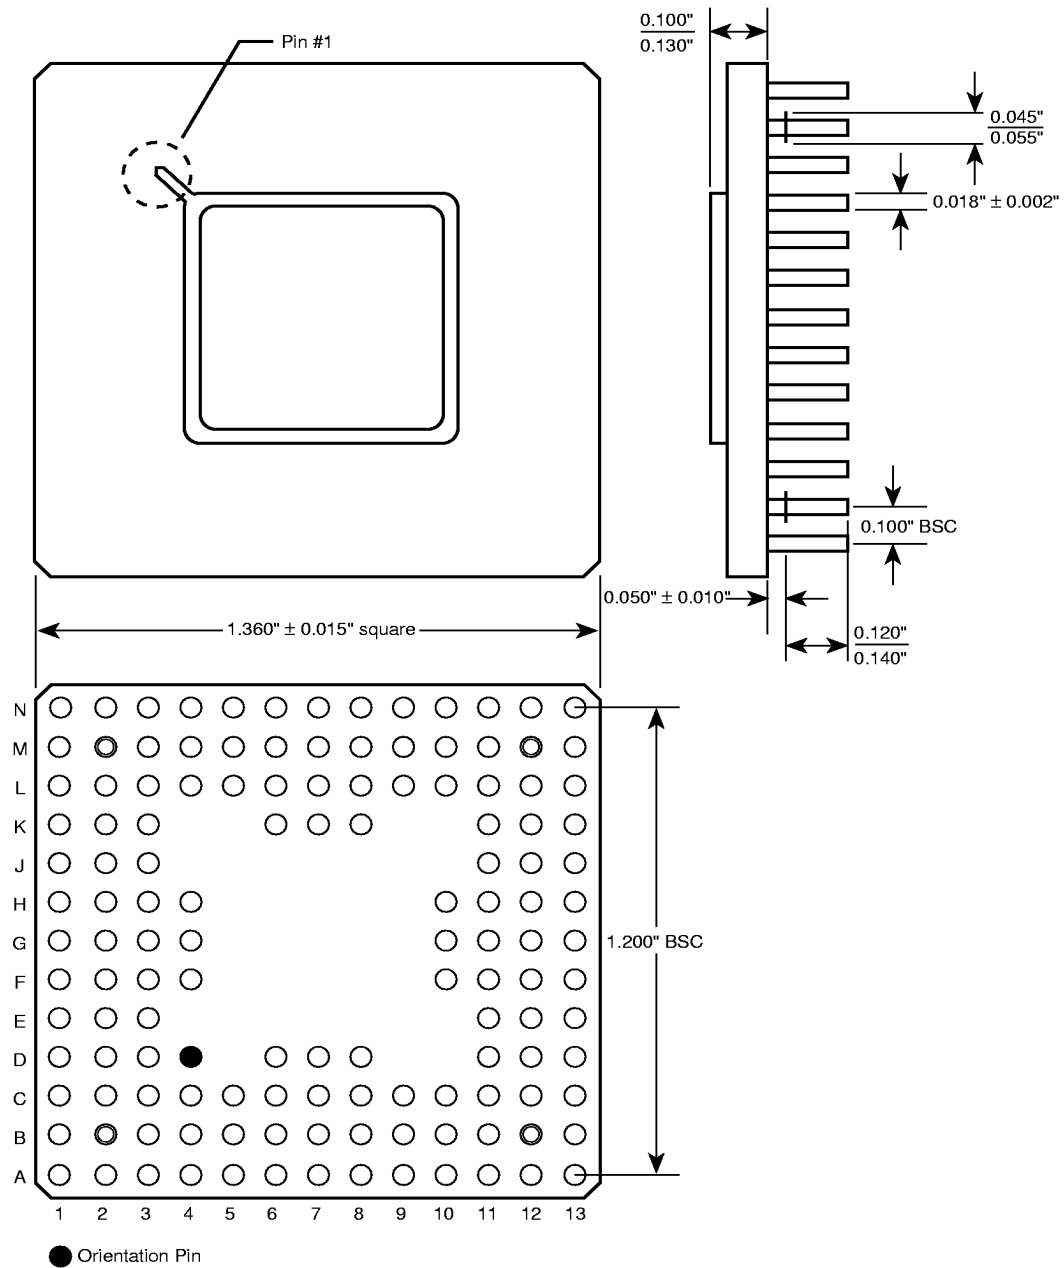 Pin #1
0.100"
0.130"
0.045"
0.055"
0.018" ± 0.002"
0.100" BSC
0.050" ± 0.010"
0.120"
0.140"
1.360" ± 0.015" square
N
M
L
K
J
H
G
F
E
D
C
B
A
1.200" BSC
1 2 3 4 5 6 7 8 9 10 11 12 13
Orientation Pin